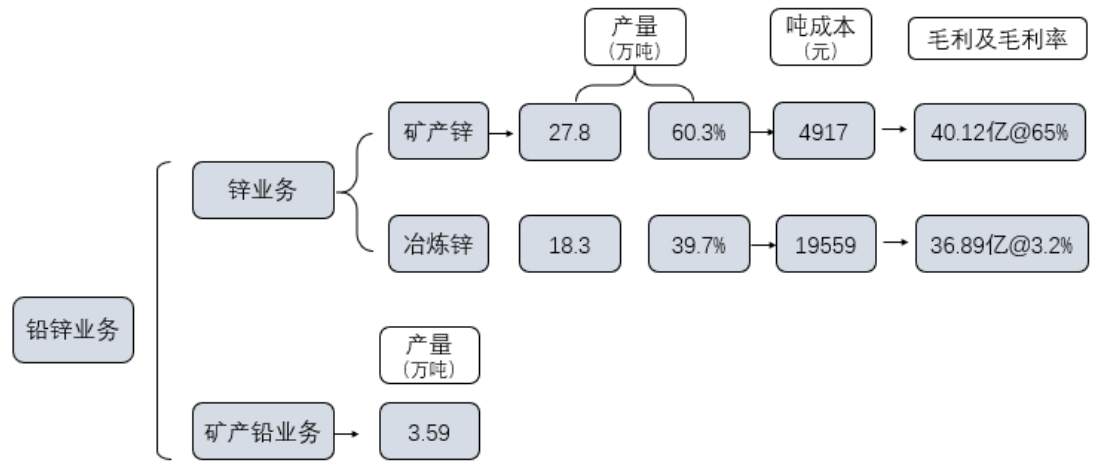 产量
(万吨)
吨成本
(元)
毛利及毛利率
矿产锌
27.8
60.3%
4917
40.12亿@65%
锌业务
冶炼锌
18.3
39.7%
19559
36.89亿@3.2%
铅锌业务
产量
(万吨)
矿产铅业务
3.59